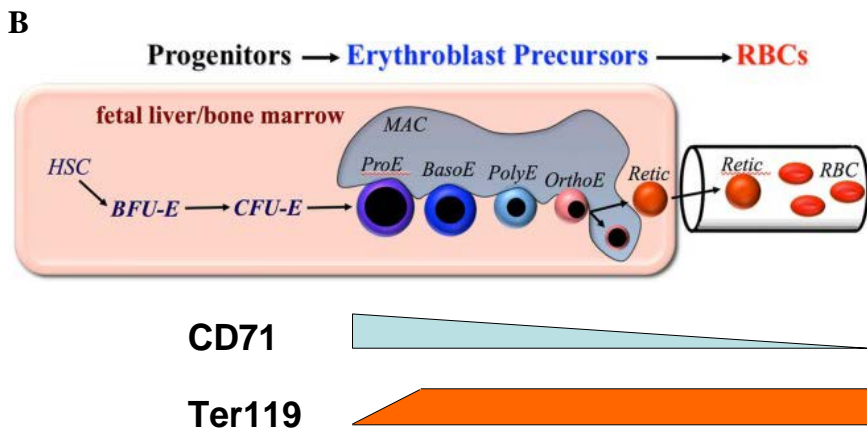 B
Progenitors → Erythroblast Precursors → RBCs
fetal liver/bone marrow
MAC
HSC
ProE BasoE PolyE OrthoE Retic Retic RBC
BFU-E → CFU-E
CD71
Ter119